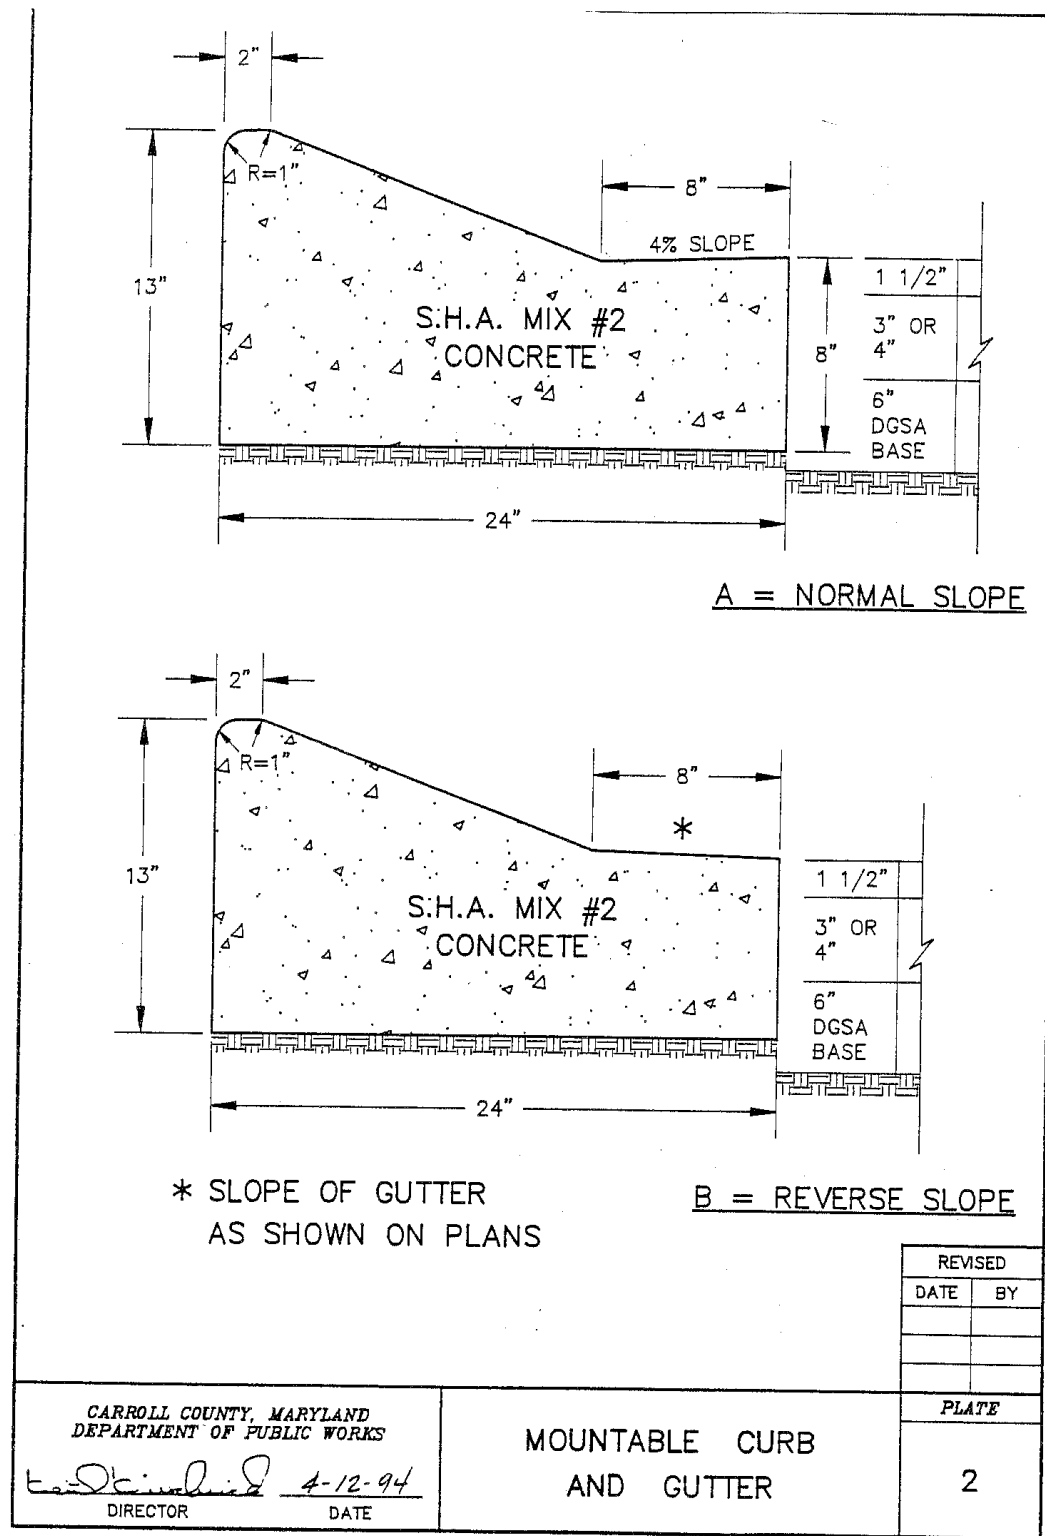 2"
R=1"
8"
4% SLOPE
13"
S.H.A. MIX #2
CONCRETE
8"
1 1/2"
3" OR
4"
6"
DGSA
BASE
24"
A = NORMAL SLOPE
2"
R=1"
8"
*
13"
S.H.A. MIX #2
CONCRETE
1 1/2"
3" OR
4"
6"
DGSA
BASE
24"
* SLOPE OF GUTTER
AS SHOWN ON PLANS
B = REVERSE SLOPE
REVISED
DATE BY
CARROLL COUNTY, MARYLAND
DEPARTMENT OF PUBLIC WORKS
4-12-94
DIRECTOR DATE
MOUNTABLE CURB
AND GUTTER
PLATE
2